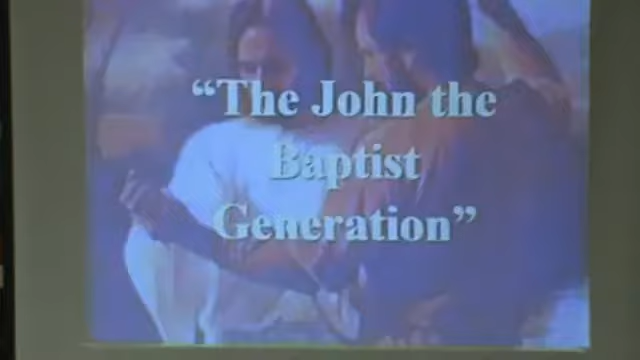 “The John the
Baptist
Generation”